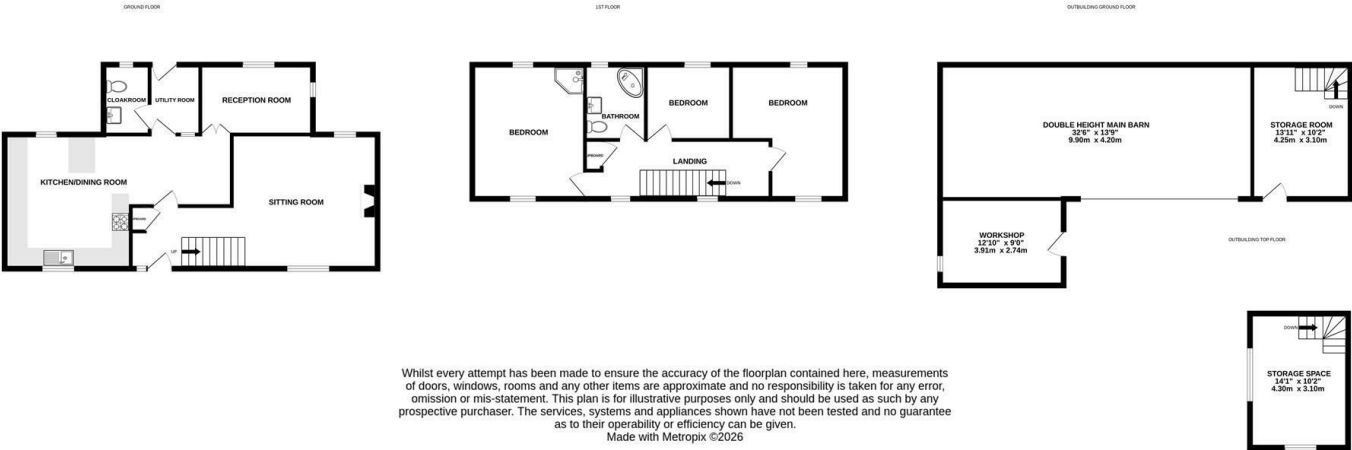 GROUND FLOOR
CLOAKROOM
UTILITY ROOM
RECEPTION ROOM
KITCHEN/DINING ROOM
SITTING ROOM
UP
1ST FLOOR
BEDROOM
BATHROOM
BEDROOM
BEDROOM
LANDING
DOWN
OUTBUILDING GROUND FLOOR
DOUBLE HEIGHT MAIN BARN
32'6" x 13'9"
9.90m x 4.20m
DOWN
STORAGE ROOM
13'11" x 10'2"
4.25m x 3.10m
WORKSHOP
12'10" x 9'0"
3.91m x 2.74m
OUTBUILDING TOP FLOOR
DOWN
STORAGE SPACE
14'1" x 10'2"
4.30m x 3.10m
Whilst every attempt has been made to ensure the accuracy of the floorplan contained here, measurements
of doors, windows, rooms and any other items are approximate and no responsibility is taken for any error,
omission or mis-statement. This plan is for illustrative purposes only and should be used as such by any
prospective purchaser. The services, systems and appliances shown have not been tested and no guarantee
as to their operability or efficiency can be given.
Made with Metropix ©2026